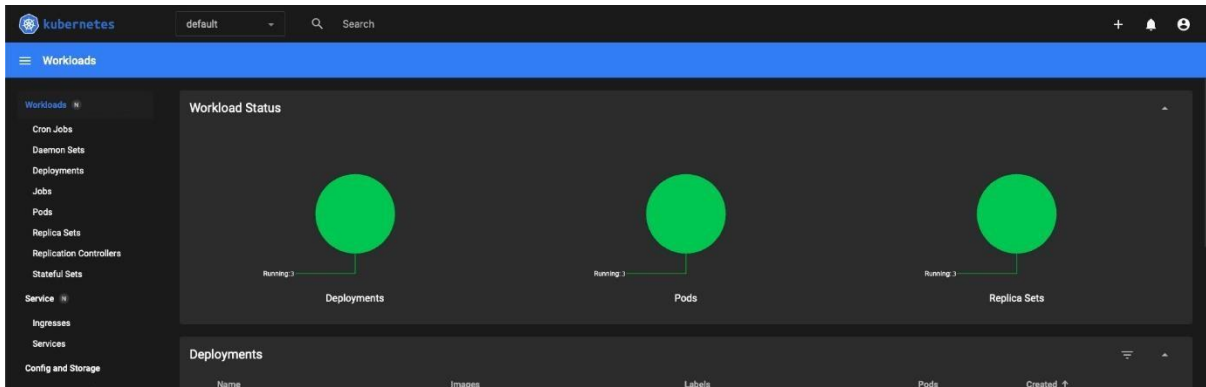 kubernetes
default
Search
Workloads
Workloads N
Cron Jobs
Daemon Sets
Deployments
Jobs
Pods
Replica Sets
Replication Controllers
Stateful Sets
Service N
Ingresses
Services
Config and Storage
Workload Status
Running: 3
Deployments
Running: 3
Pods
Running: 3
Replica Sets
Deployments
Name Images Labels Pods Created ↑